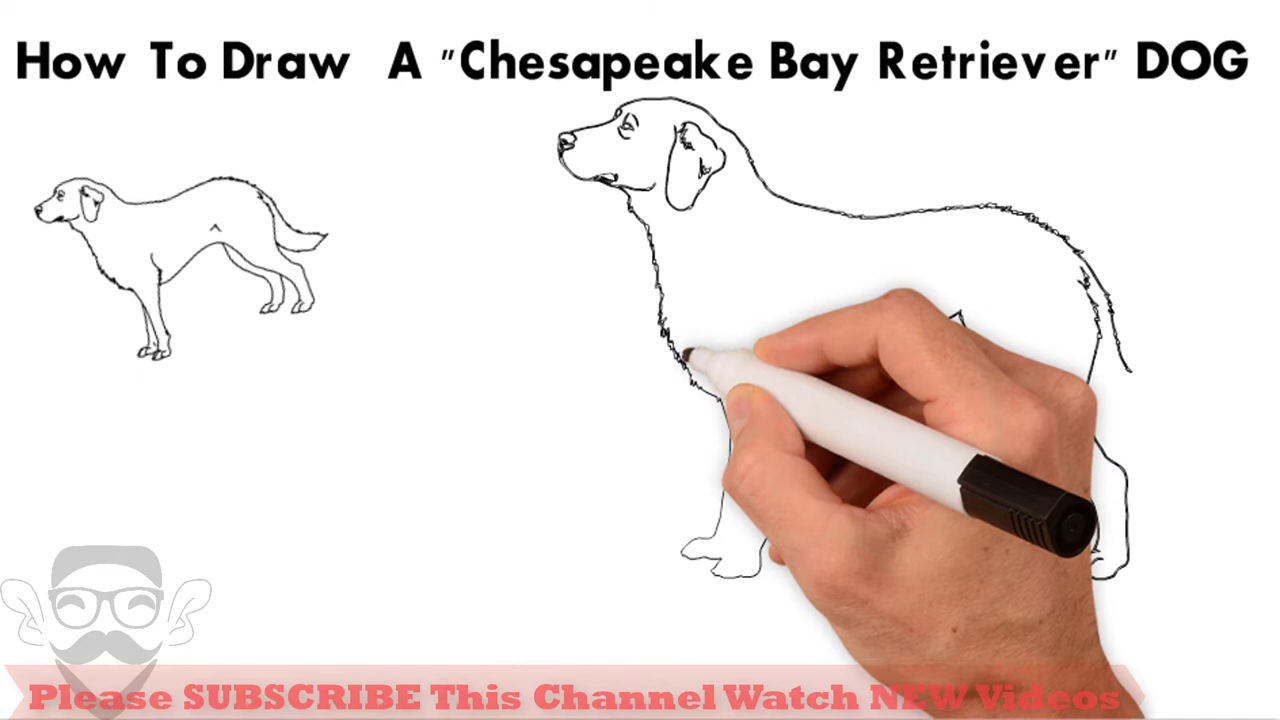 How To Draw A "Chesapeake Bay Retriever" DOG
Please SUBSCRIBE This Channel Watch NEW Videos